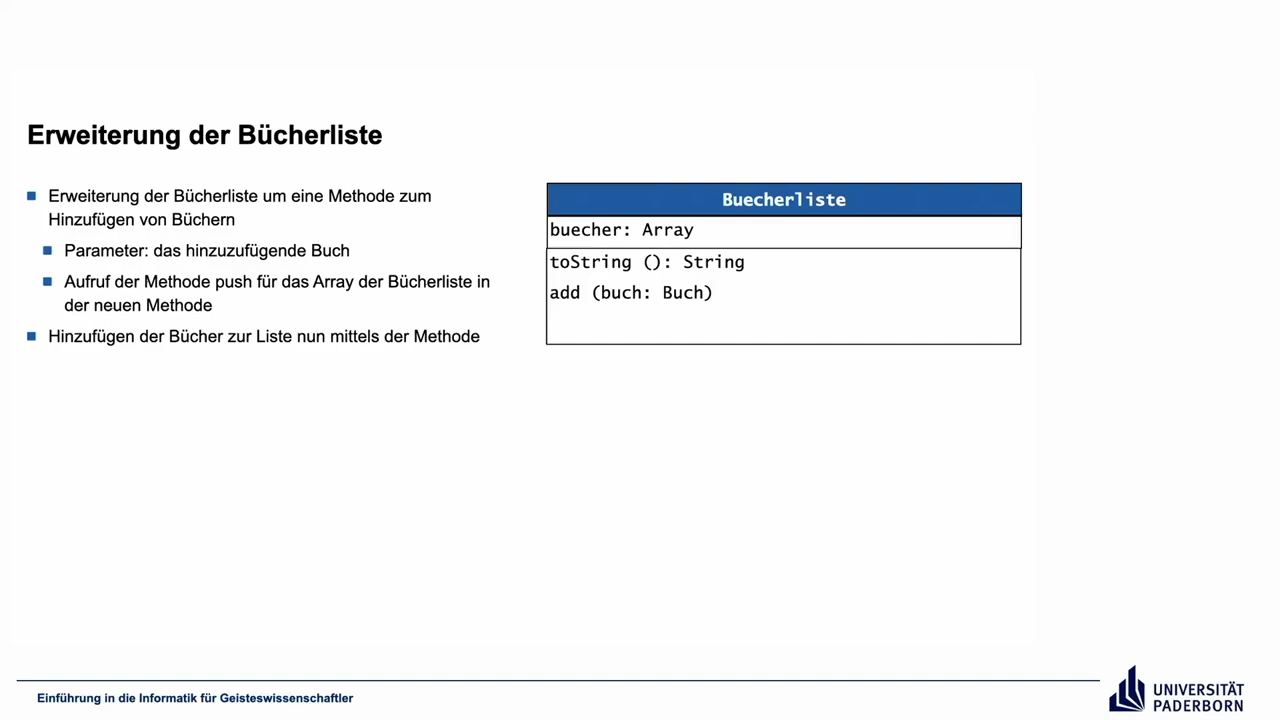 Erweiterung der Bücherliste
Erweiterung der Bücherliste um eine Methode zum
Hinzufügen von Büchern
Parameter: das hinzuzufügende Buch
Aufruf der Methode push für das Array der Bücherliste in
der neuen Methode
Hinzufügen der Bücher zur Liste nun mittels der Methode
Buecherliste
buecher: Array
toString (): String
add (buch: Buch)
Einführung in die Informatik für Geisteswissenschaftler
UNIVERSITÄT
PADERBORN